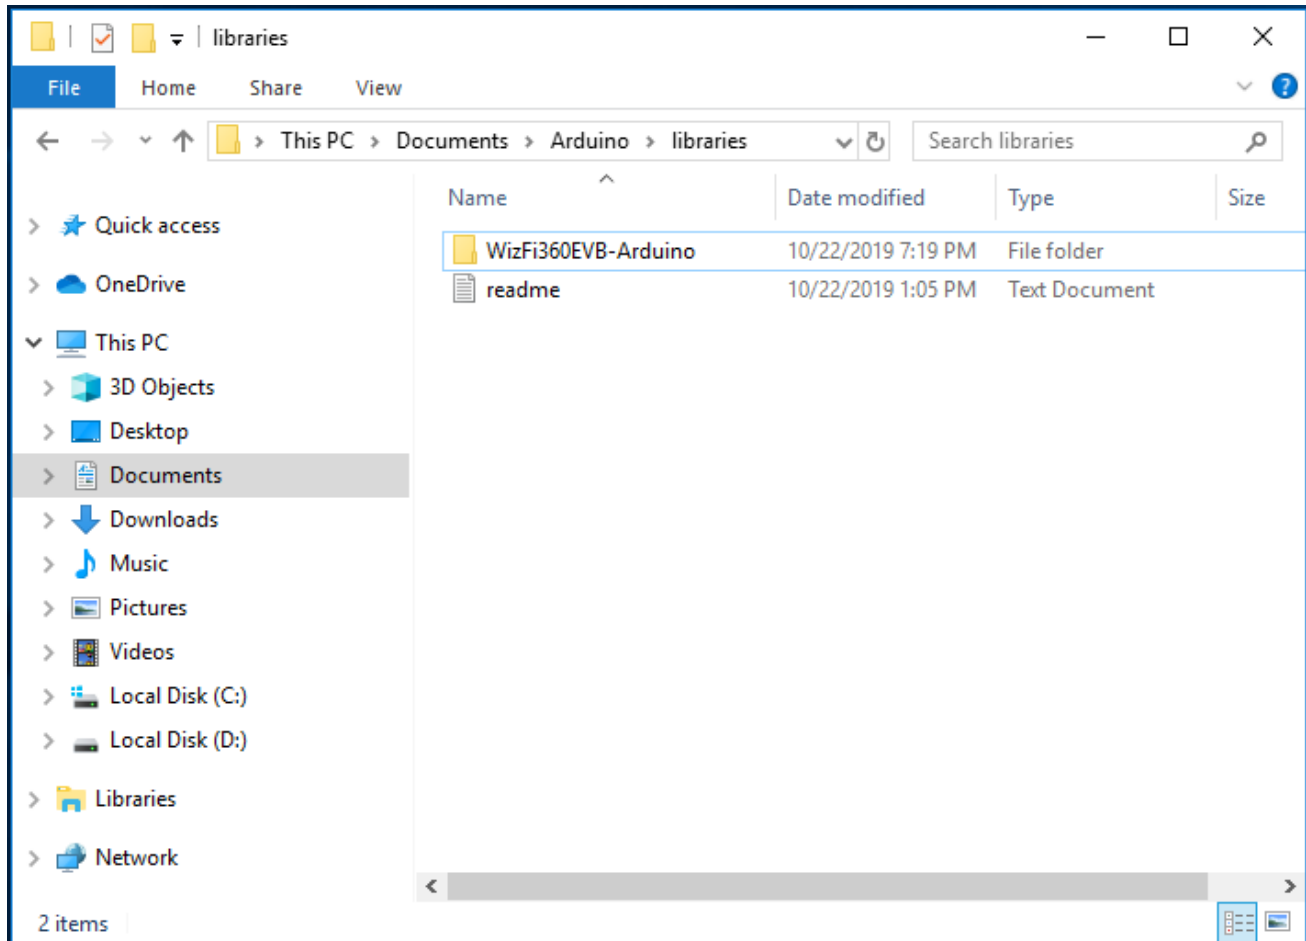 libraries
File Home Share View
This PC Documents Arduino libraries Search libraries
Name Date modified Type Size
Quick access
OneDrive
This PC
3D Objects
Desktop
Documents
Downloads
Music
Pictures
Videos
Local Disk (C:)
Local Disk (D:)
Libraries
Network
WizFi360EVB-Arduino 10/22/2019 7:19 PM File folder
readme 10/22/2019 1:05 PM Text Document
2 items